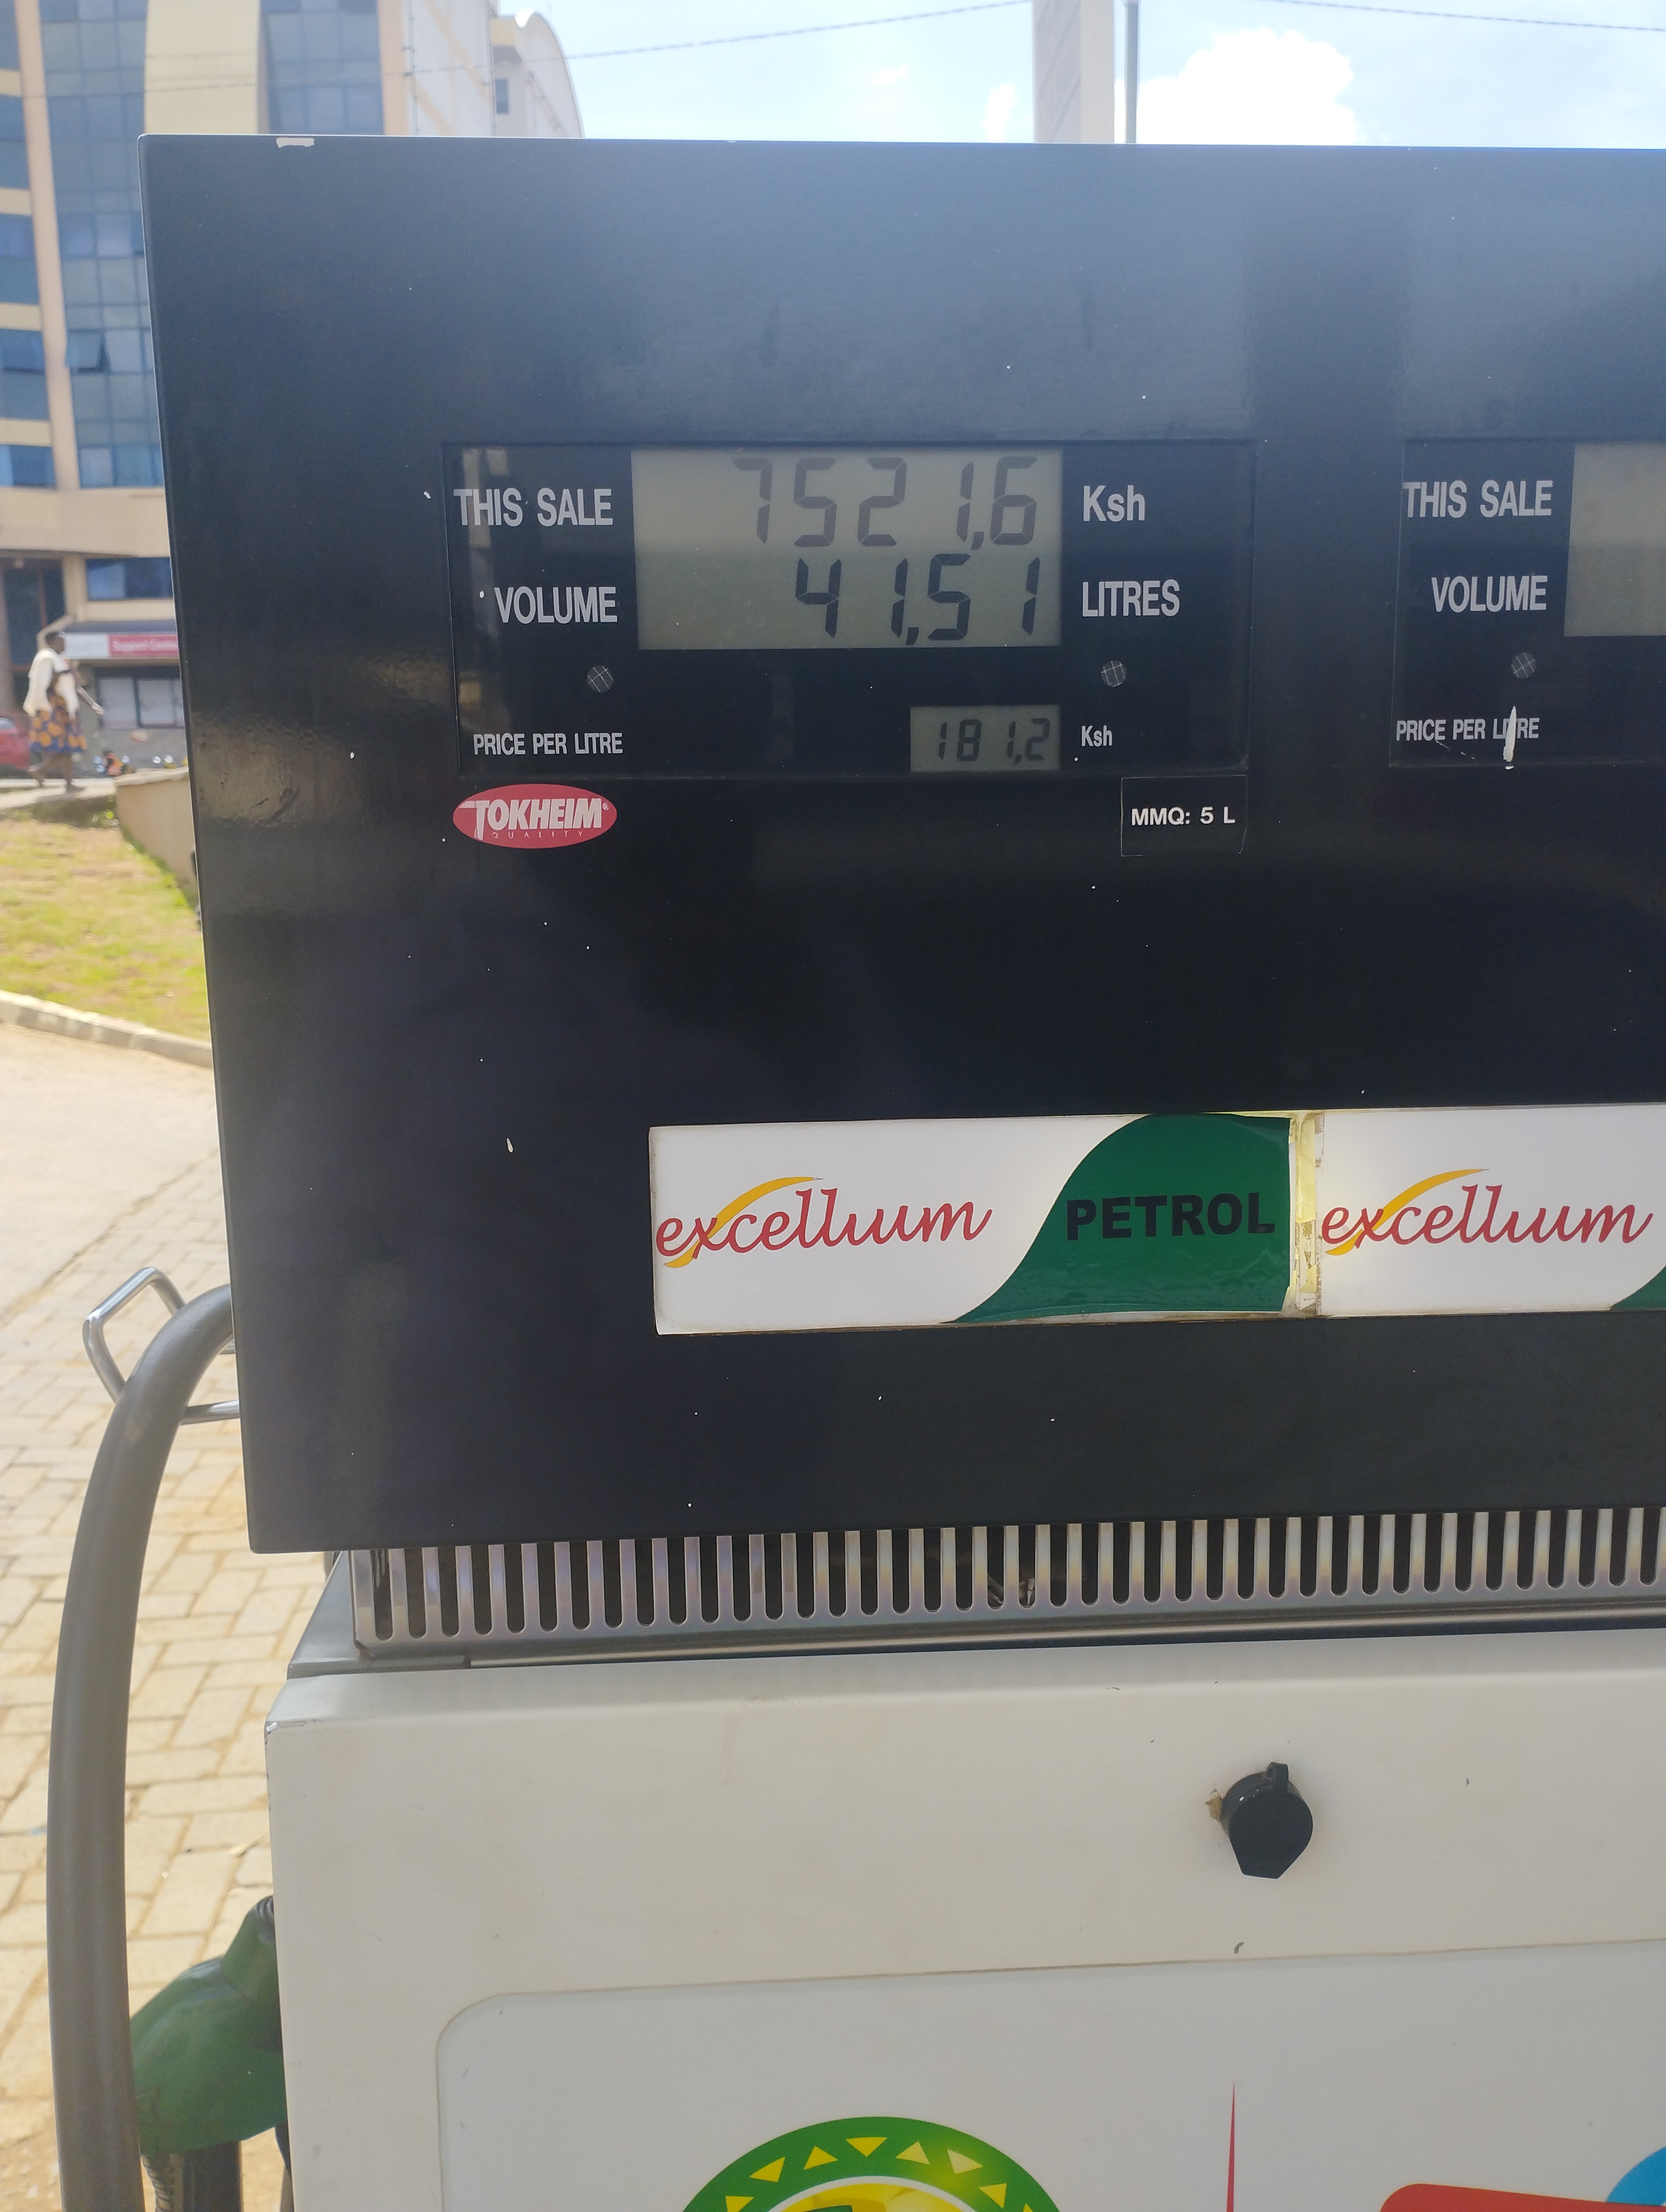 THIS SALE 7521,6 Ksh
VOLUME 41,51 LITRES
PRICE PER LITRE 181,2 Ksh
TOKHEIM
QUALITY
MMQ: 5 L
THIS SALE
VOLUME
PRICE PER LITRE
excellium PETROL
excellium